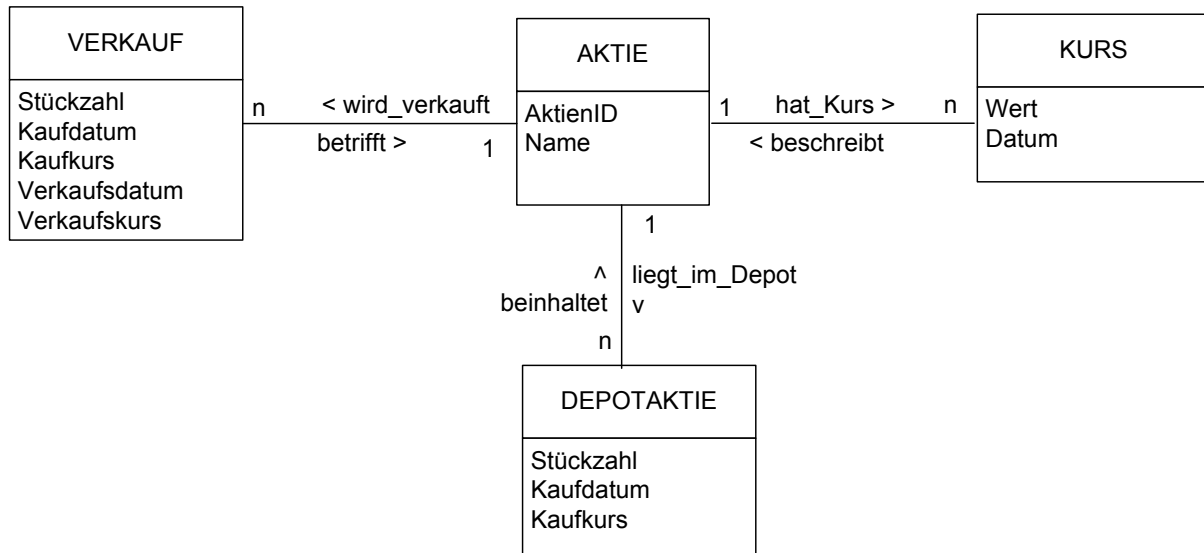 VERKAUF
Stückzahl
Kaufdatum
Kaufkurs
Verkaufsdatum
Verkaufskurs
n
< wird_verkauft
betrifft >
1
AKTIE
AktienID
Name
1
hat_Kurs >
n
< beschreibt
KURS
Wert
Datum
1
^ liegt_im_Depot
beinhaltet v
n
DEPOTAKTIE
Stückzahl
Kaufdatum
Kaufkurs